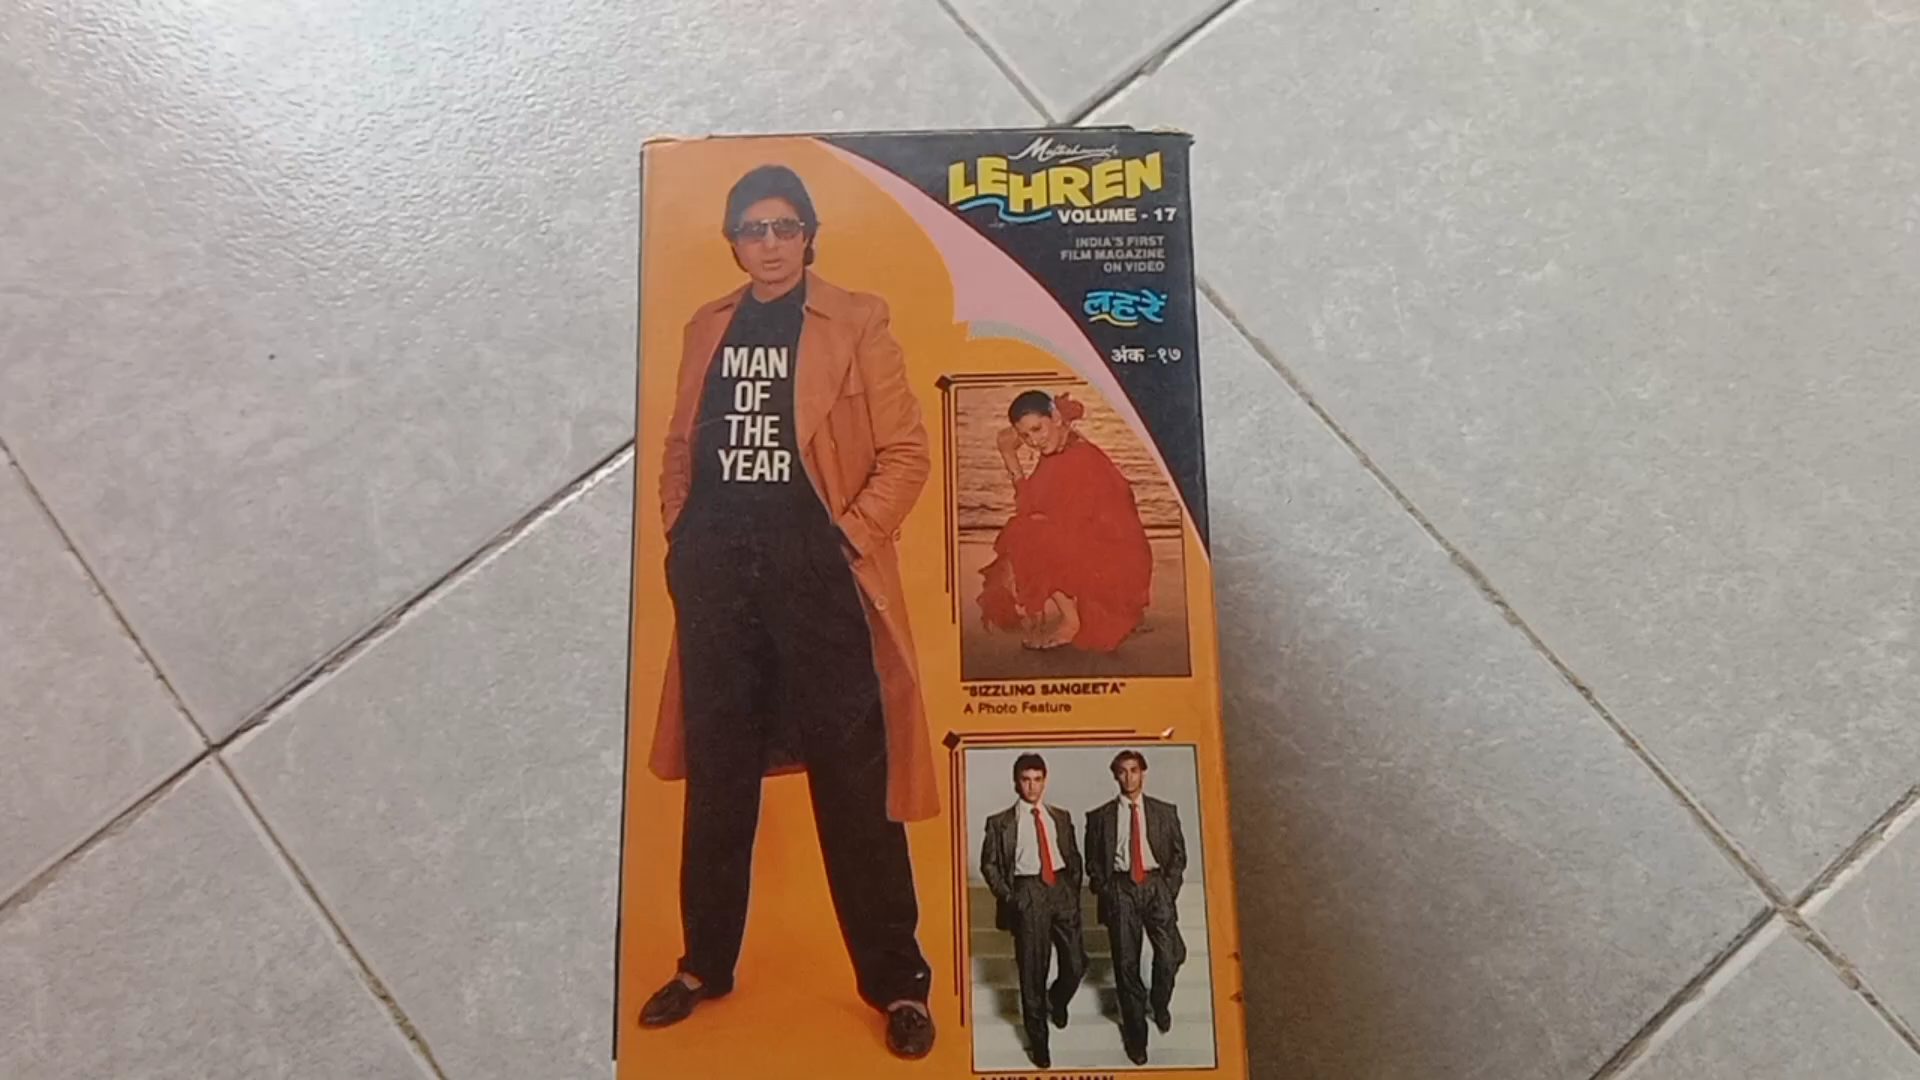 LEHREN
VOLUME - 17
INDIA'S FIRST
FILM MAGAZINE
ON VIDEO
लहरें
अंक -१७
MAN
OF
THE
YEAR
"SIZZLING SANGEETA"
A Photo Feature